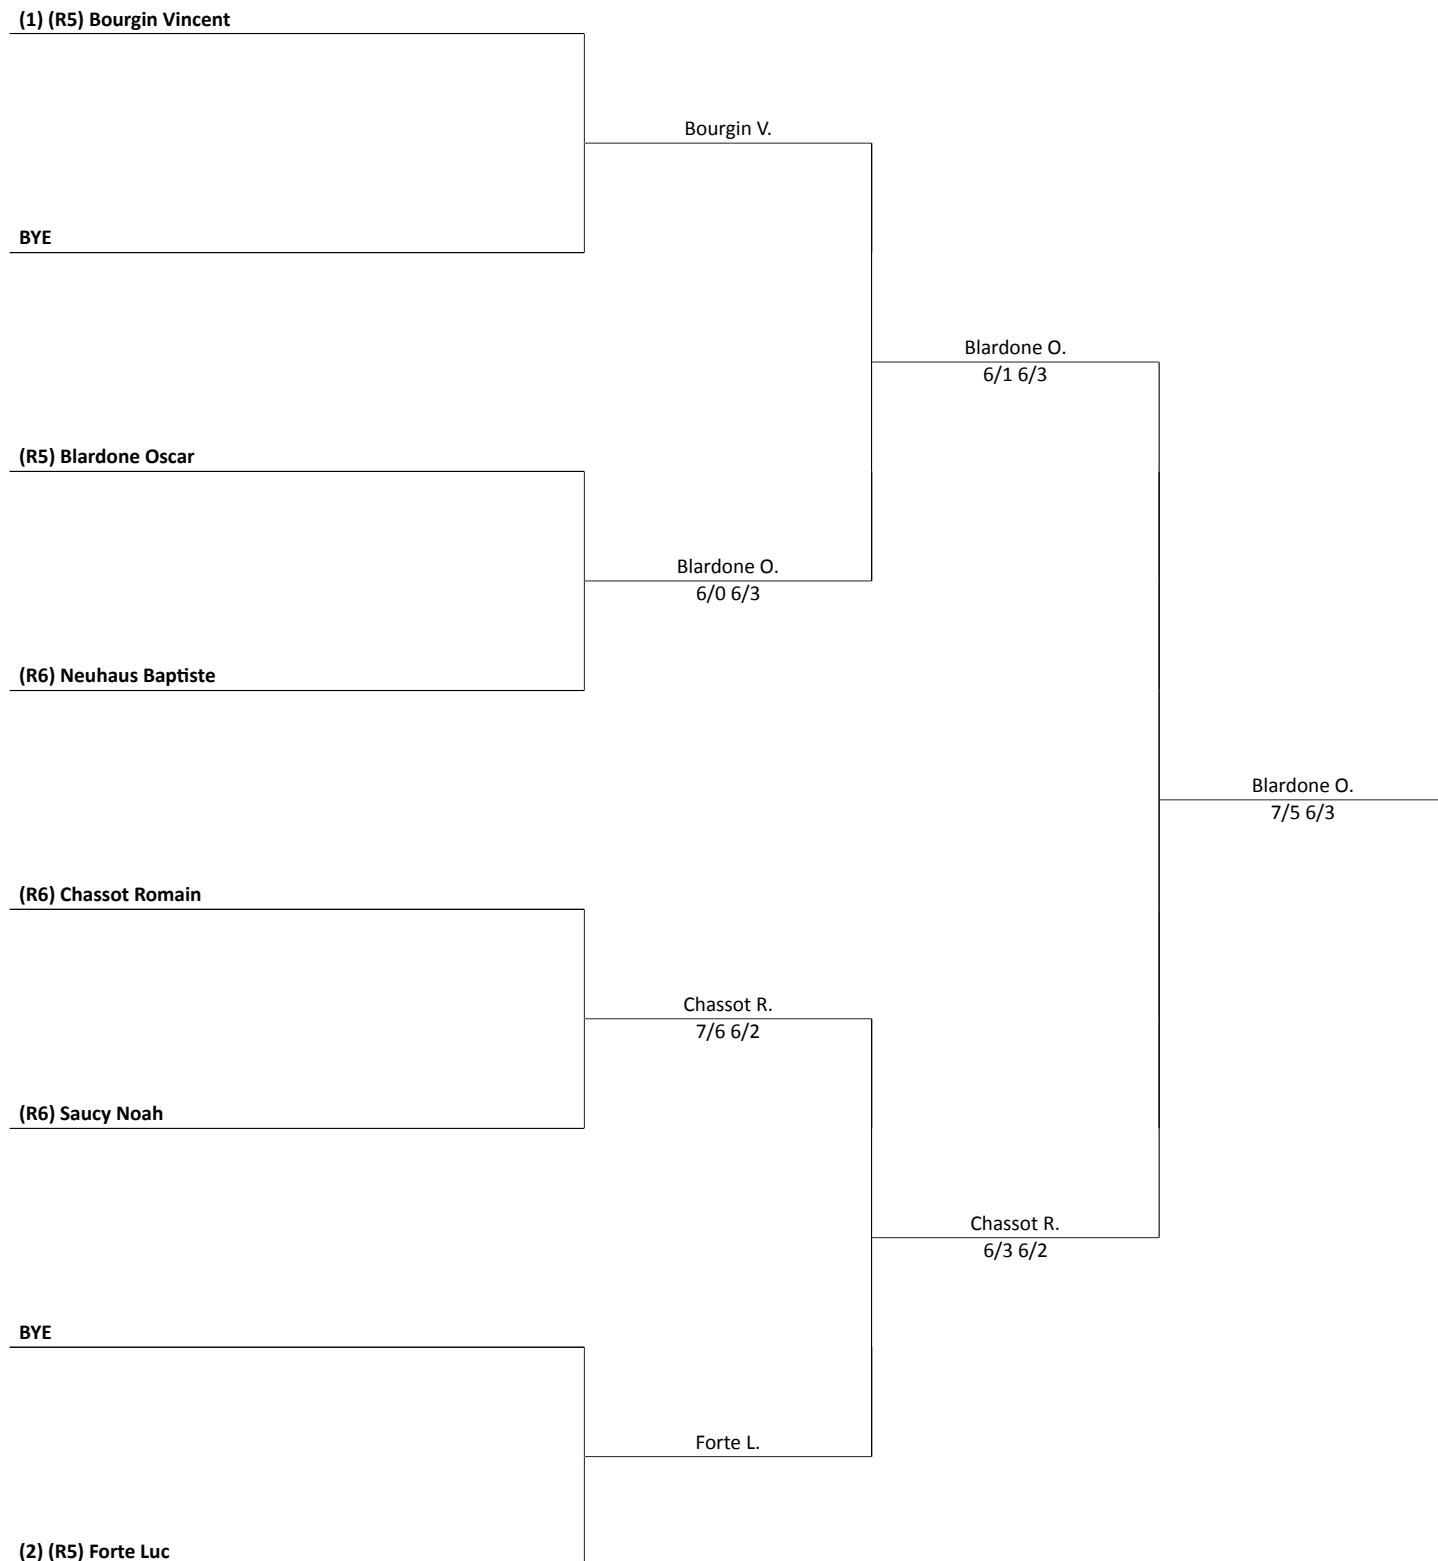 (1) (R5) Bourgin Vincent
Bourgin V.
BYE
Blardone O.
6/1 6/3
(R5) Blardone Oscar
Blardone O.
6/0 6/3
(R6) Neuhaus Baptiste
Blardone O.
7/5 6/3
(R6) Chassot Romain
Chassot R.
7/6 6/2
(R6) Saucy Noah
Chassot R.
6/3 6/2
BYE
Forte L.
(2) (R5) Forte Luc